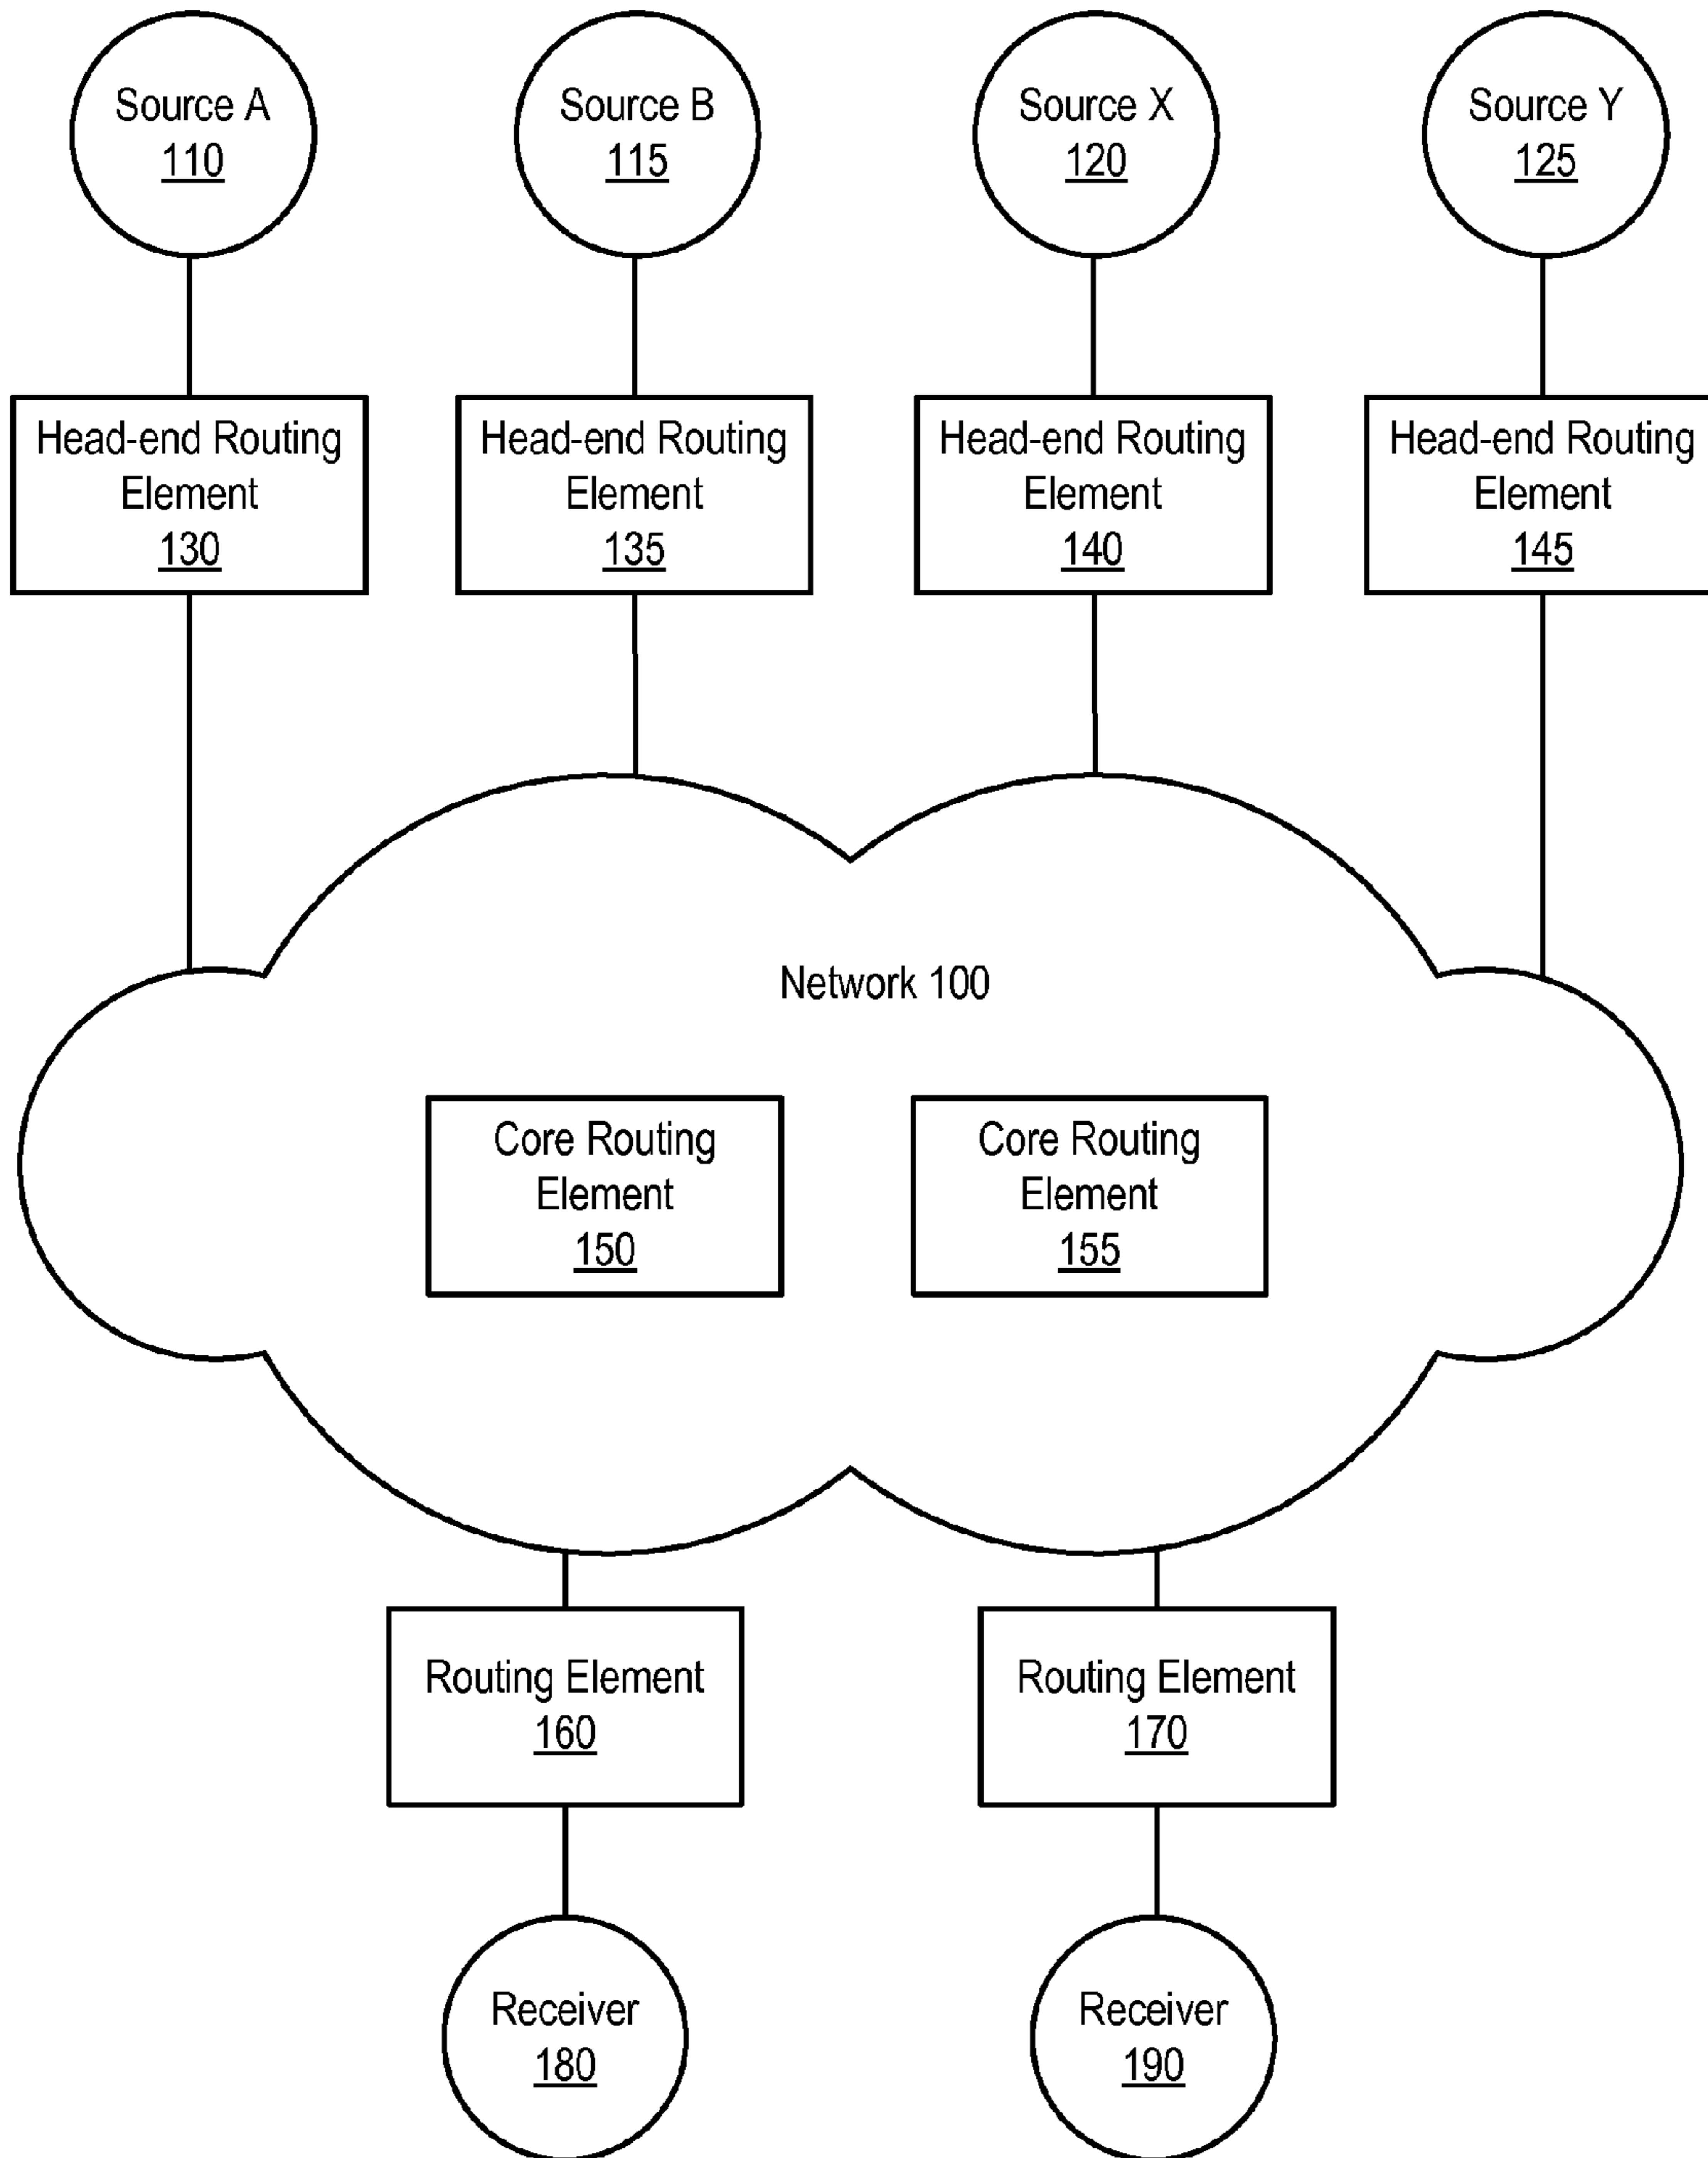 Source A
110
Source B
115
Source X
120
Source Y
125
Head-end Routing
Element
130
Head-end Routing
Element
135
Head-end Routing
Element
140
Head-end Routing
Element
145
Network 100
Core Routing
Element
150
Core Routing
Element
155
Routing Element
160
Routing Element
170
Receiver
180
Receiver
190